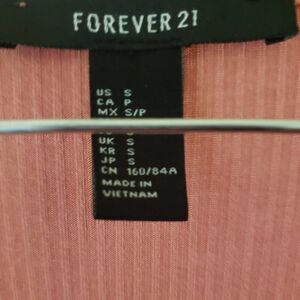 FOREVER 21
US S
CA P
MX S/P
UK S
KR S
JP S
CN 160/84A
MADE IN
VIETNAM